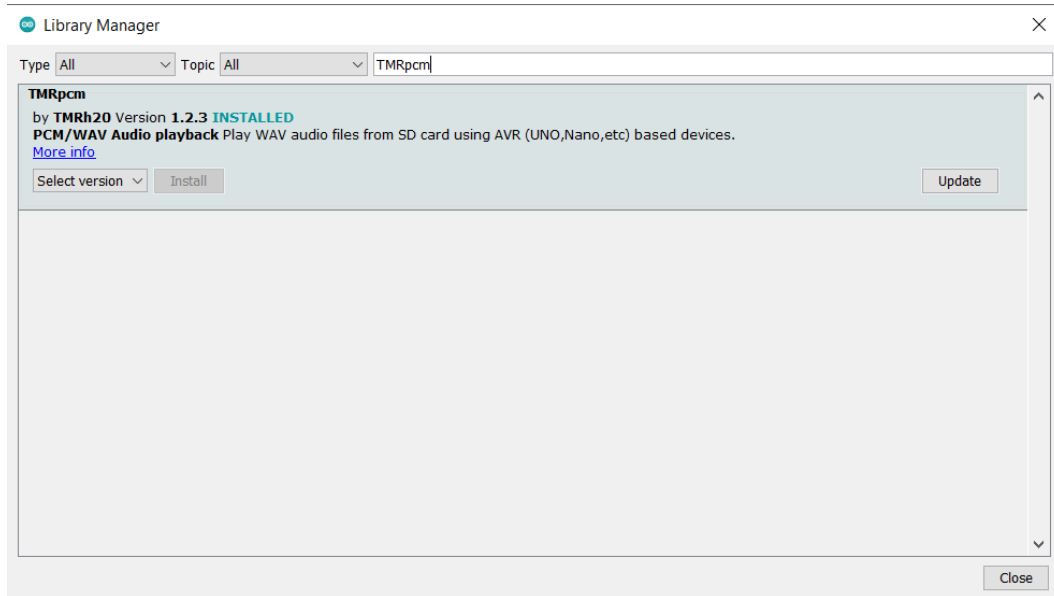 Library Manager
Type All Topic All TMRpcm
TMRpcm
by TMRh20 Version 1.2.3 INSTALLED
PCM/WAV Audio playback Play WAV audio files from SD card using AVR (UNO,Nano,etc) based devices.
More info
Select version Install Update
Close